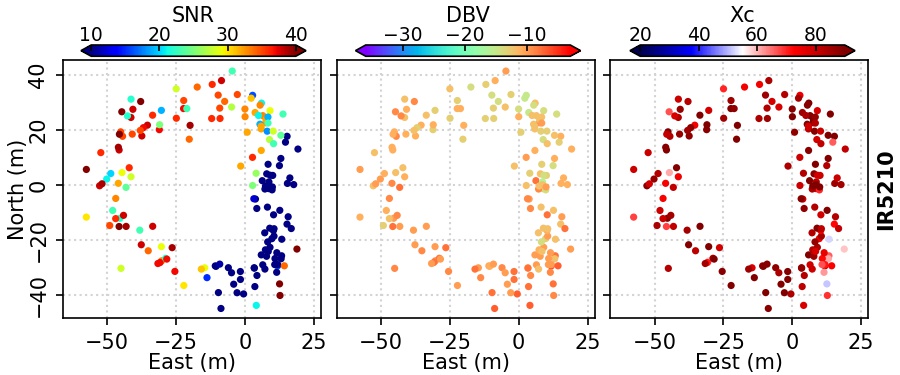 SNR DBV Xc
10 20 30 40 −30 −20 −10 20 40 60 80
40
20
0
−20
−40
North (m)
IR5210
−50 −25 0 25 −50 −25 0 25 −50 −25 0 25
East (m) East (m) East (m)